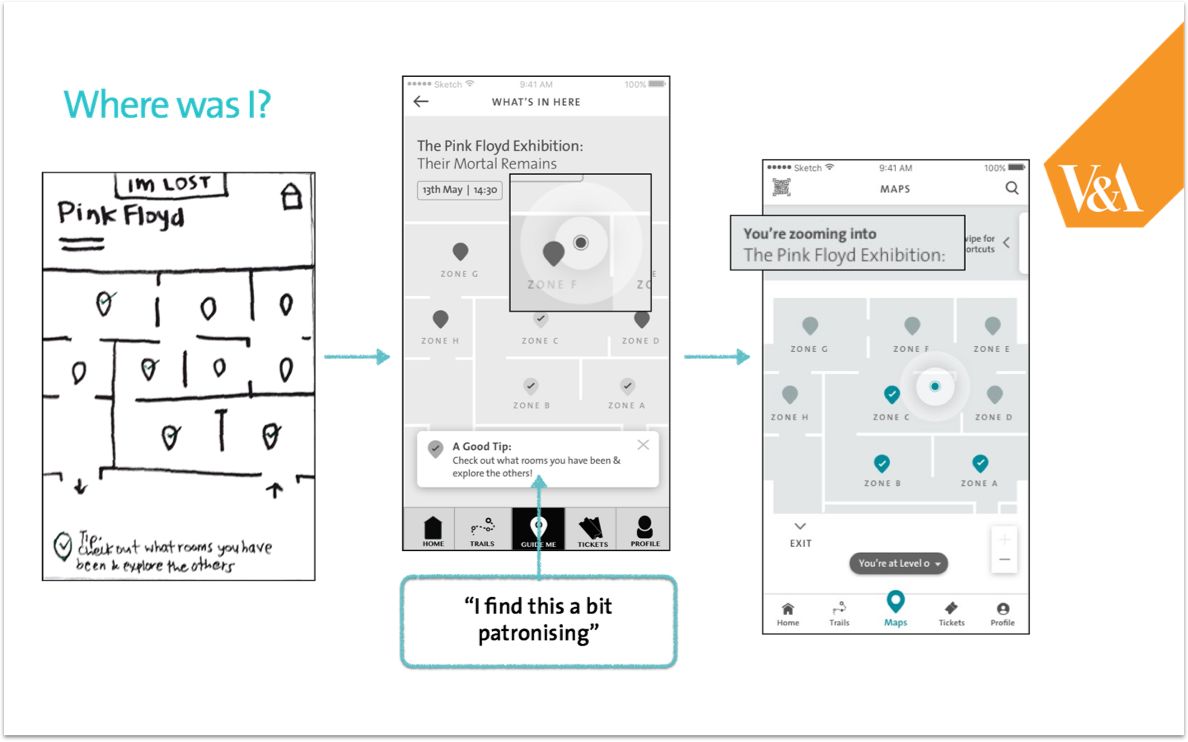 Where was I?
V&A
IM LOST
Pink Floyd
Tip:
check out what rooms you have
been & explore the others
Sketch
9:41 AM
100%
WHAT'S IN HERE
The Pink Floyd Exhibition:
Their Mortal Remains
13th May | 14:30
ZONE G
ZONE F
ZONE H
ZONE C
ZONE D
ZONE B
ZONE A
A Good Tip:
Check out what rooms you have been &
explore the others!
HOME
TRAILS
GUIDE ME
TICKETS
PROFILE
“I find this a bit
patronising”
Sketch
9:41 AM
100%
MAPS
You're zooming into
The Pink Floyd Exhibition:
ZONE G
ZONE F
ZONE E
ZONE H
ZONE C
ZONE D
ZONE B
ZONE A
EXIT
You're at Level 0
Home
Trails
Maps
Tickets
Profile